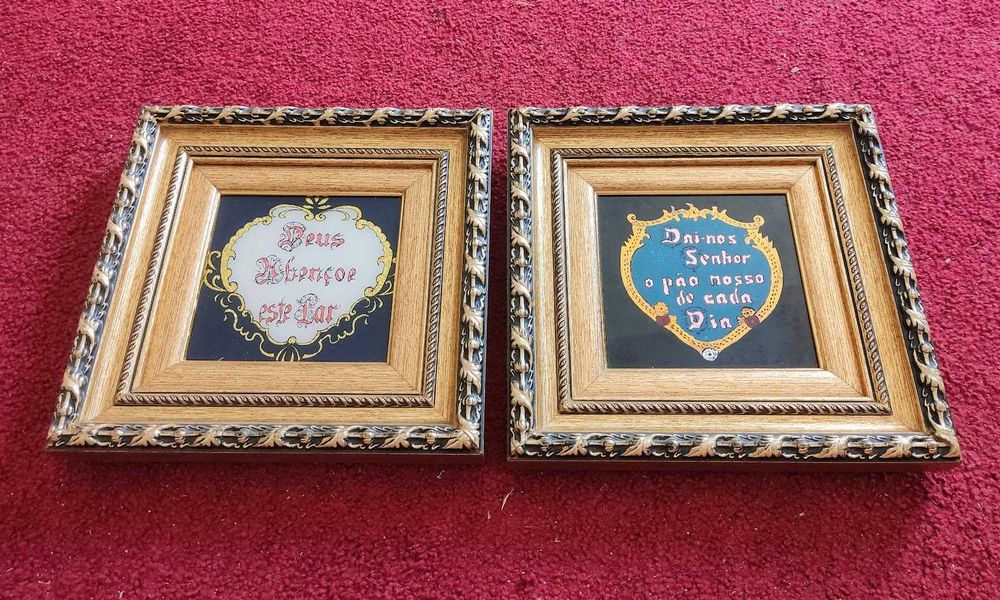 Deus
Abençoe
este Lar
Dai-nos
Senhor
o pão nosso
de cada
Dia